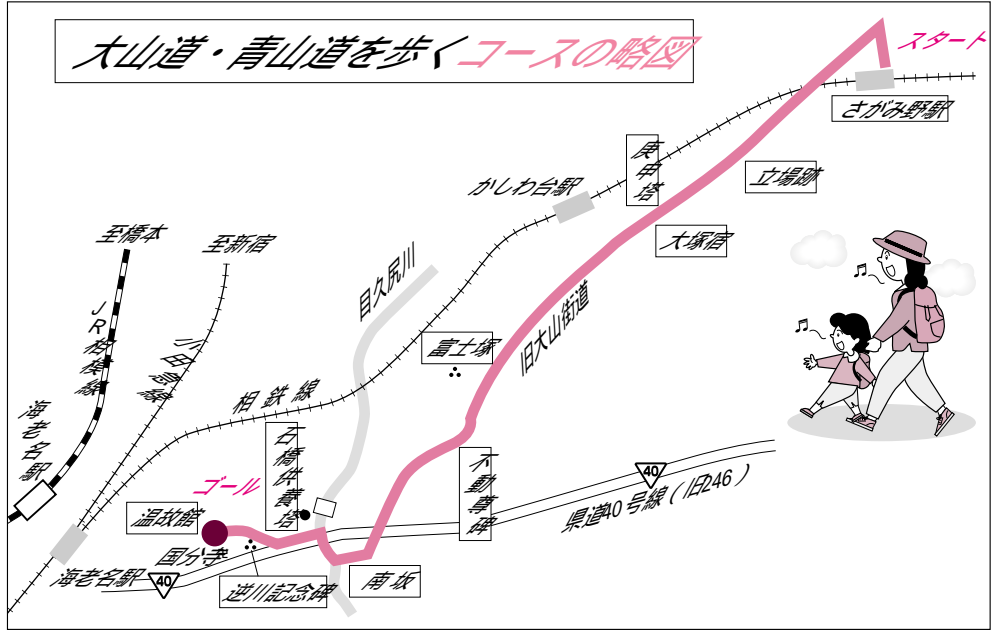 大山道・青山道を歩くコースの略図
スタート
さがみ野駅
庚申塔
立場跡
かしわ台駅
大塚宿
至橋本
至新宿
目久尻川
JR相模線
小田急線
旧大山街道
富士塚
相鉄線
海老名駅
石橋供養塔
不動尊碑
40
県道40号線(旧246)
ゴール
温故館
国分寺
海老名駅
40
逆川記念碑
南坂